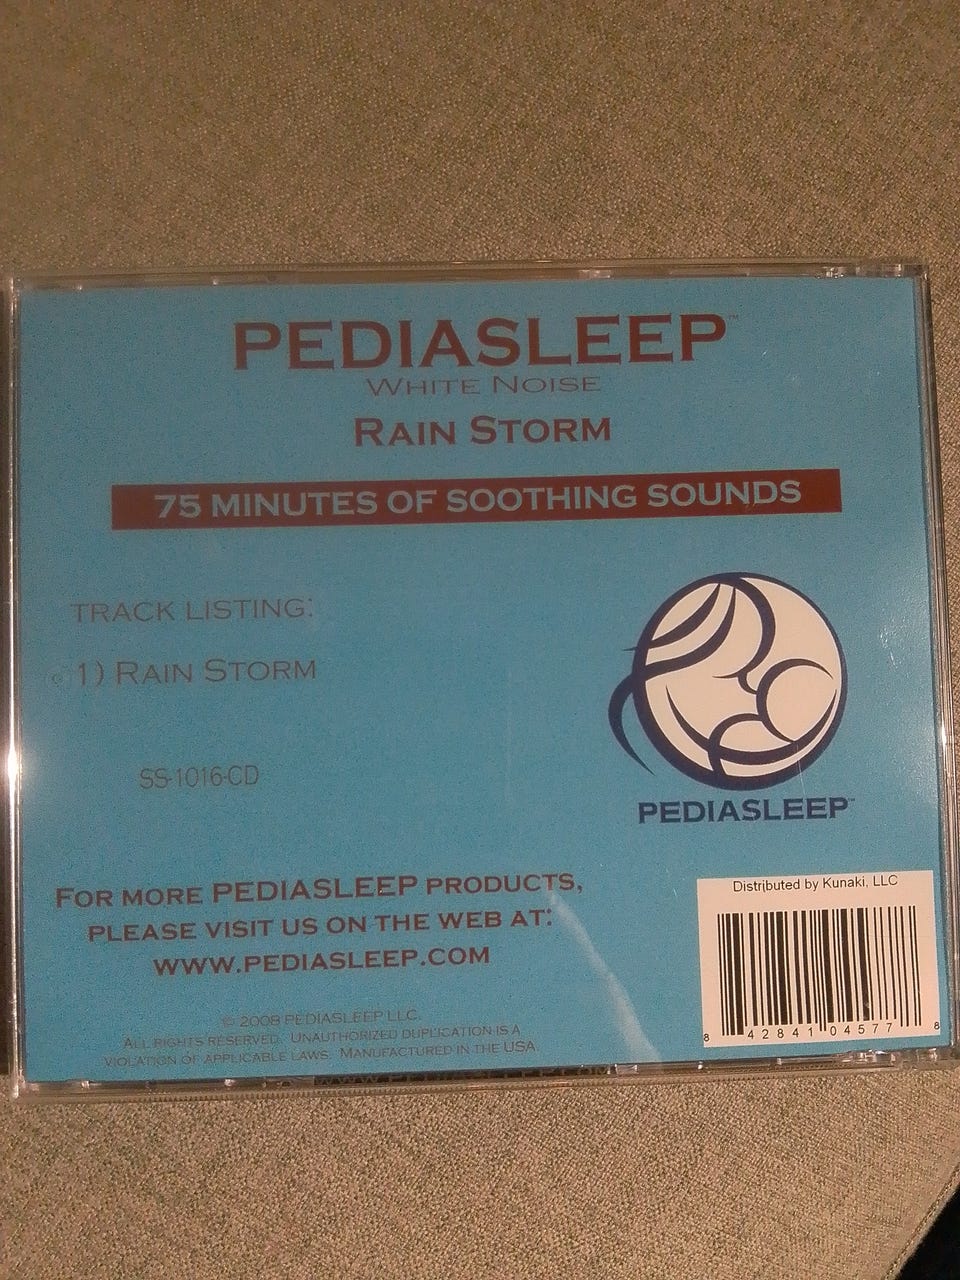 PEDIASLEEP™
WHITE NOISE
RAIN STORM
75 MINUTES OF SOOTHING SOUNDS
TRACK LISTING:
1) RAIN STORM
SS-1016-CD
PEDIASLEEP™
FOR MORE PEDIASLEEP PRODUCTS,
PLEASE VISIT US ON THE WEB AT:
WWW.PEDIASLEEP.COM
© 2008 PEDIASLEEP LLC.
ALL RIGHTS RESERVED. UNAUTHORIZED DUPLICATION IS A
VIOLATION OF APPLICABLE LAWS. MANUFACTURED IN THE USA
Distributed by Kunaki, LLC
8 42841 04577 8
WWW.PEDIASLEEP.COM